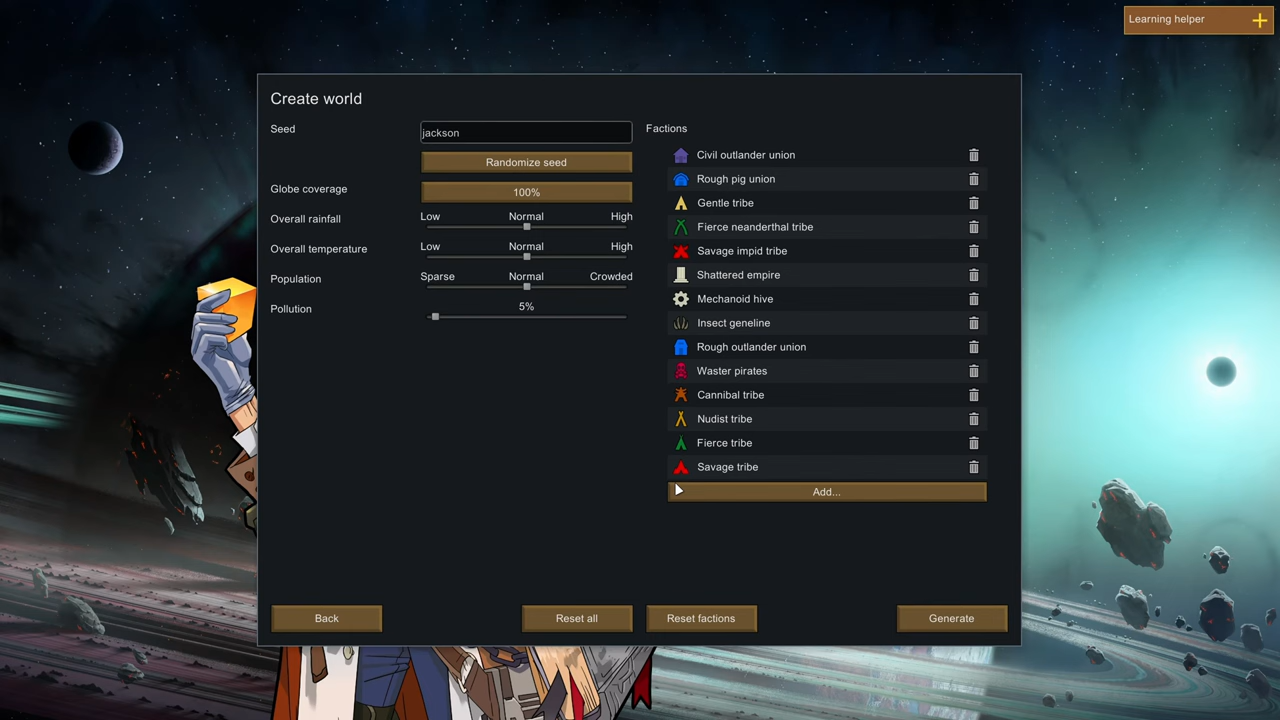 Learning helper
Create world
Seed
jackson
Randomize seed
Globe coverage
100%
Overall rainfall
Low Normal High
Overall temperature
Low Normal High
Population
Sparse Normal Crowded
Pollution
5%
Factions
Civil outlander union
Rough pig union
Gentle tribe
Fierce neanderthal tribe
Savage impid tribe
Shattered empire
Mechanoid hive
Insect geneline
Rough outlander union
Waster pirates
Cannibal tribe
Nudist tribe
Fierce tribe
Savage tribe
Add...
Back
Reset all
Reset factions
Generate